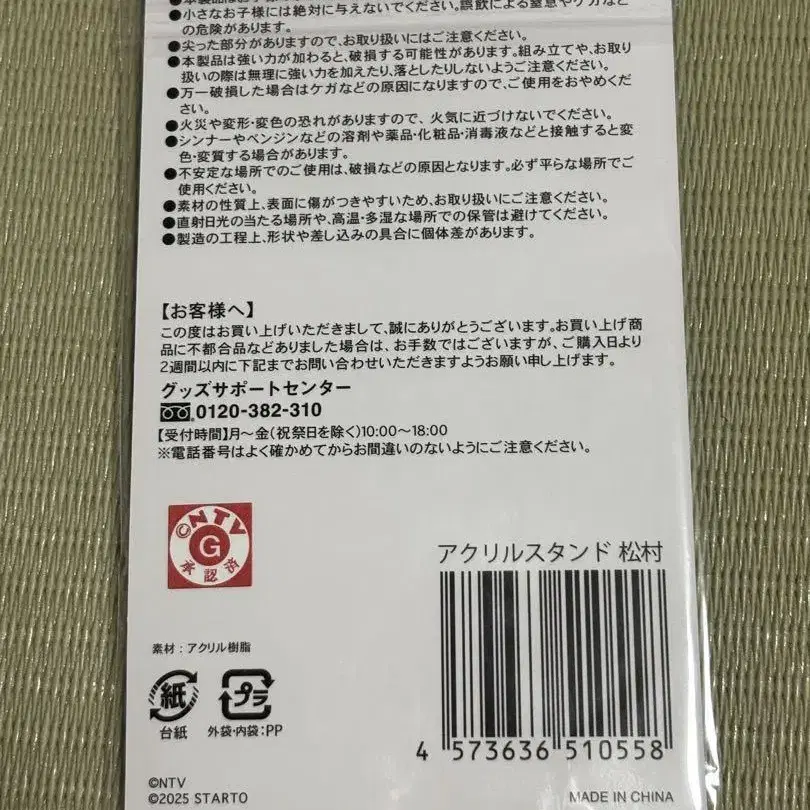 ●小さなお子様には絶対に与えないでください。誤飲による窒息やケガなど
の危険があります。
●尖った部分がありますので、お取り扱いにはご注意ください。
●本製品は強い力が加わると、破損する可能性があります。組み立てや、お取り
扱いの際は無理に強い力を加えたり、落としたりしないようご注意ください。
●万一破損した場合はケガなどの原因になりますので、ご使用をおやめくだ
さい。
●火災や変形・変色の恐れがありますので、火気に近づけないでください。
●シンナーやベンジンなどの溶剤や薬品・化粧品・消毒液などと接触すると変
色・変質する場合があります。
●不安定な場所でのご使用は、破損などの原因となります。必ず平らな場所でご
使用ください。
●素材の性質上、表面に傷がつきやすいため、お取り扱いにご注意ください。
●直射日光の当たる場所や、高温・多湿な場所での保管は避けてください。
●製造の工程上、形状や差し込みの具合に個体差があります。
【お客様へ】
この度はお買い上げいただきまして、誠にありがとうございます。お買い上げ商
品に不都合品などありました場合は、お手数ではございますが、ご購入日より
2週間以内に下記までお問い合わせいただきますようお願い申し上げます。
グッズサポートセンター
0120-382-310
【受付時間】月~金(祝祭日を除く)10:00~18:00
※電話番号はよく確かめてからお間違いのないようにご注意ください。
©NTV
G
承認済
アクリルスタンド 松村
素材:アクリル樹脂
紙
プラ
台紙
外袋・内袋:PP
4 573636 510558
©NTV
©2025 STARTO
MADE IN CHINA